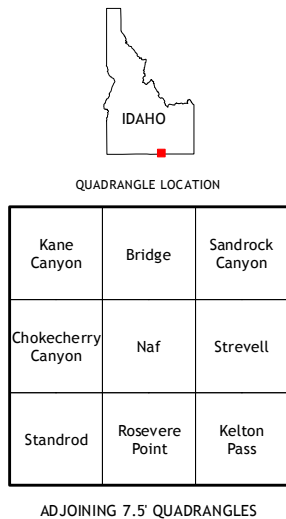 IDAHO
QUADRANGLE LOCATION
Kane
Canyon
Bridge
Sandrock
Canyon
Chokecherry
Canyon
Naf
Strevell
Standrod
Rosevere
Point
Kelton
Pass
ADJOINING 7.5' QUADRANGLES